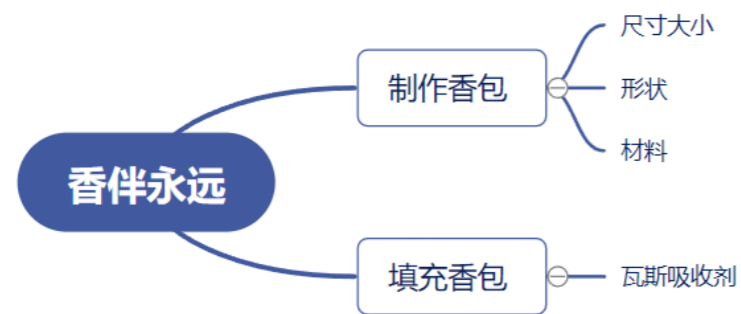 香伴永远
制作香包
尺寸大小
形状
材料
填充香包
瓦斯吸收剂